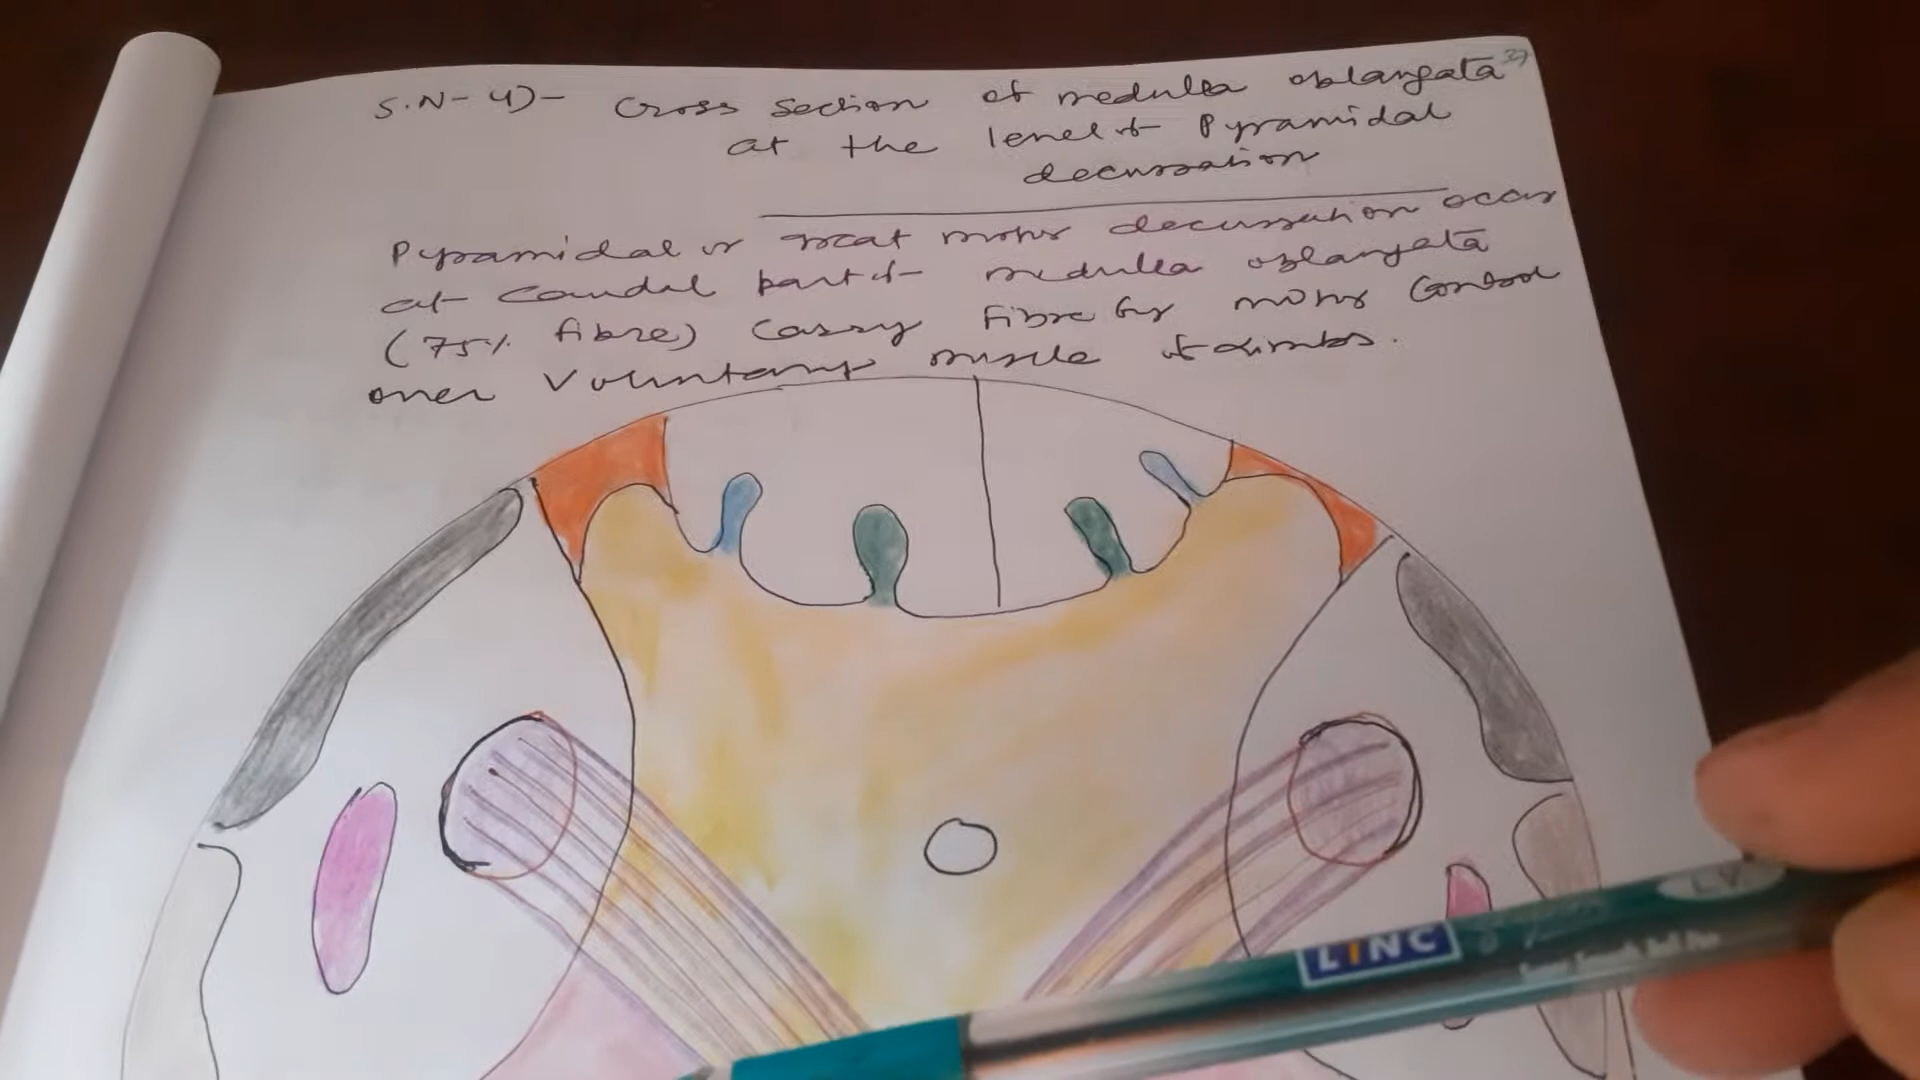 S.N-4)- Cross Section of medulla oblangata
at the level of Pyramidal
decussation
Pyramidal or great motor decussation occur
at Caudal part of medulla oblangata
(75% fibre) Carry Fibre for motor Control
over Voluntary muscle of Limbs.
LINC